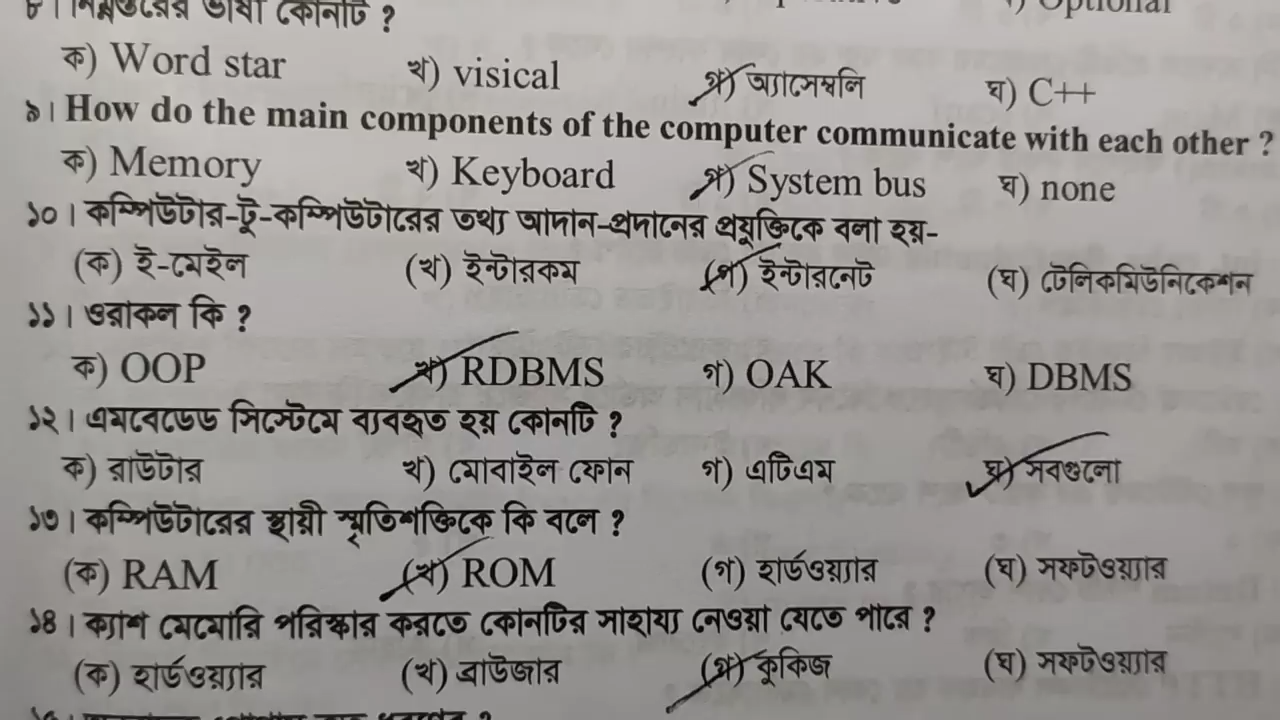 ৮। নিম্নস্তরের ভাষা কোনটি ? Optional
ক) Word star খ) visical গ) অ্যাসেম্বলি ঘ) C++
৯। How do the main components of the computer communicate with each other ?
ক) Memory খ) Keyboard গ) System bus ঘ) none
১০। কম্পিউটার-টু-কম্পিউটারের তথ্য আদান-প্রদানের প্রযুক্তিকে বলা হয়-
(ক) ই-মেইল (খ) ইন্টারকম (গ) ইন্টারনেট (ঘ) টেলিকমিউনিকেশন
১১। ওরাকল কি ?
ক) OOP খ) RDBMS গ) OAK ঘ) DBMS
১২। এমবেডেড সিস্টেমে ব্যবহৃত হয় কোনটি ?
ক) রাউটার খ) মোবাইল ফোন গ) এটিএম ঘ) সবগুলো
১৩। কম্পিউটারের স্থায়ী স্মৃতিশক্তিকে কি বলে ?
(ক) RAM (খ) ROM (গ) হার্ডওয়্যার (ঘ) সফটওয়্যার
১৪। ক্যাশ মেমোরি পরিস্কার করতে কোনটির সাহায্য নেওয়া যেতে পারে ?
(ক) হার্ডওয়্যার (খ) ব্রাউজার (গ) কুকিজ (ঘ) সফটওয়্যার